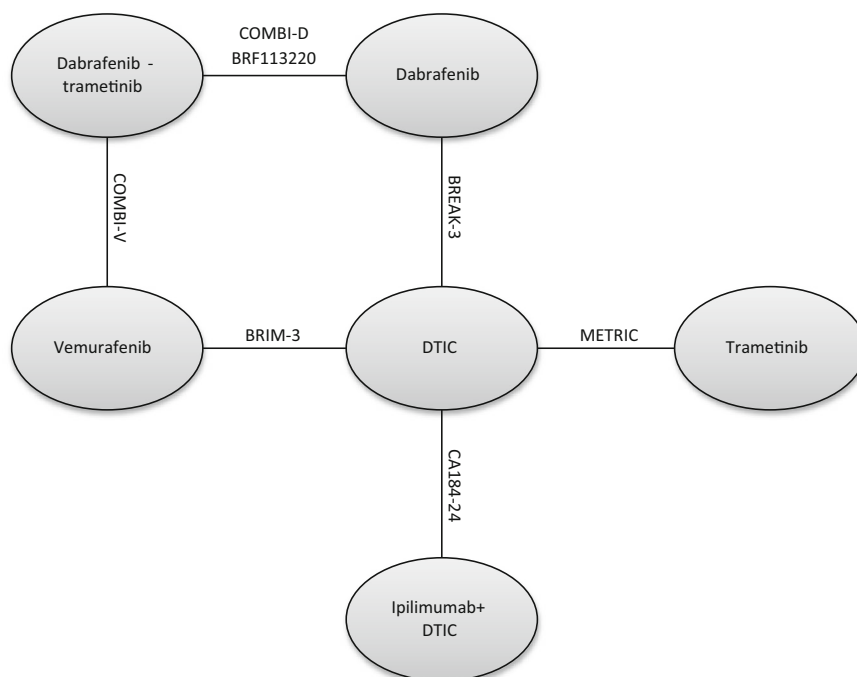 COMBI-D
BRF113220
Dabrafenib -
trametinib
Dabrafenib
COMBI-V
BREAK-3
Vemurafenib
BRIM-3
DTIC
METRIC
Trametinib
CA184-24
Ipilimumab+
DTIC